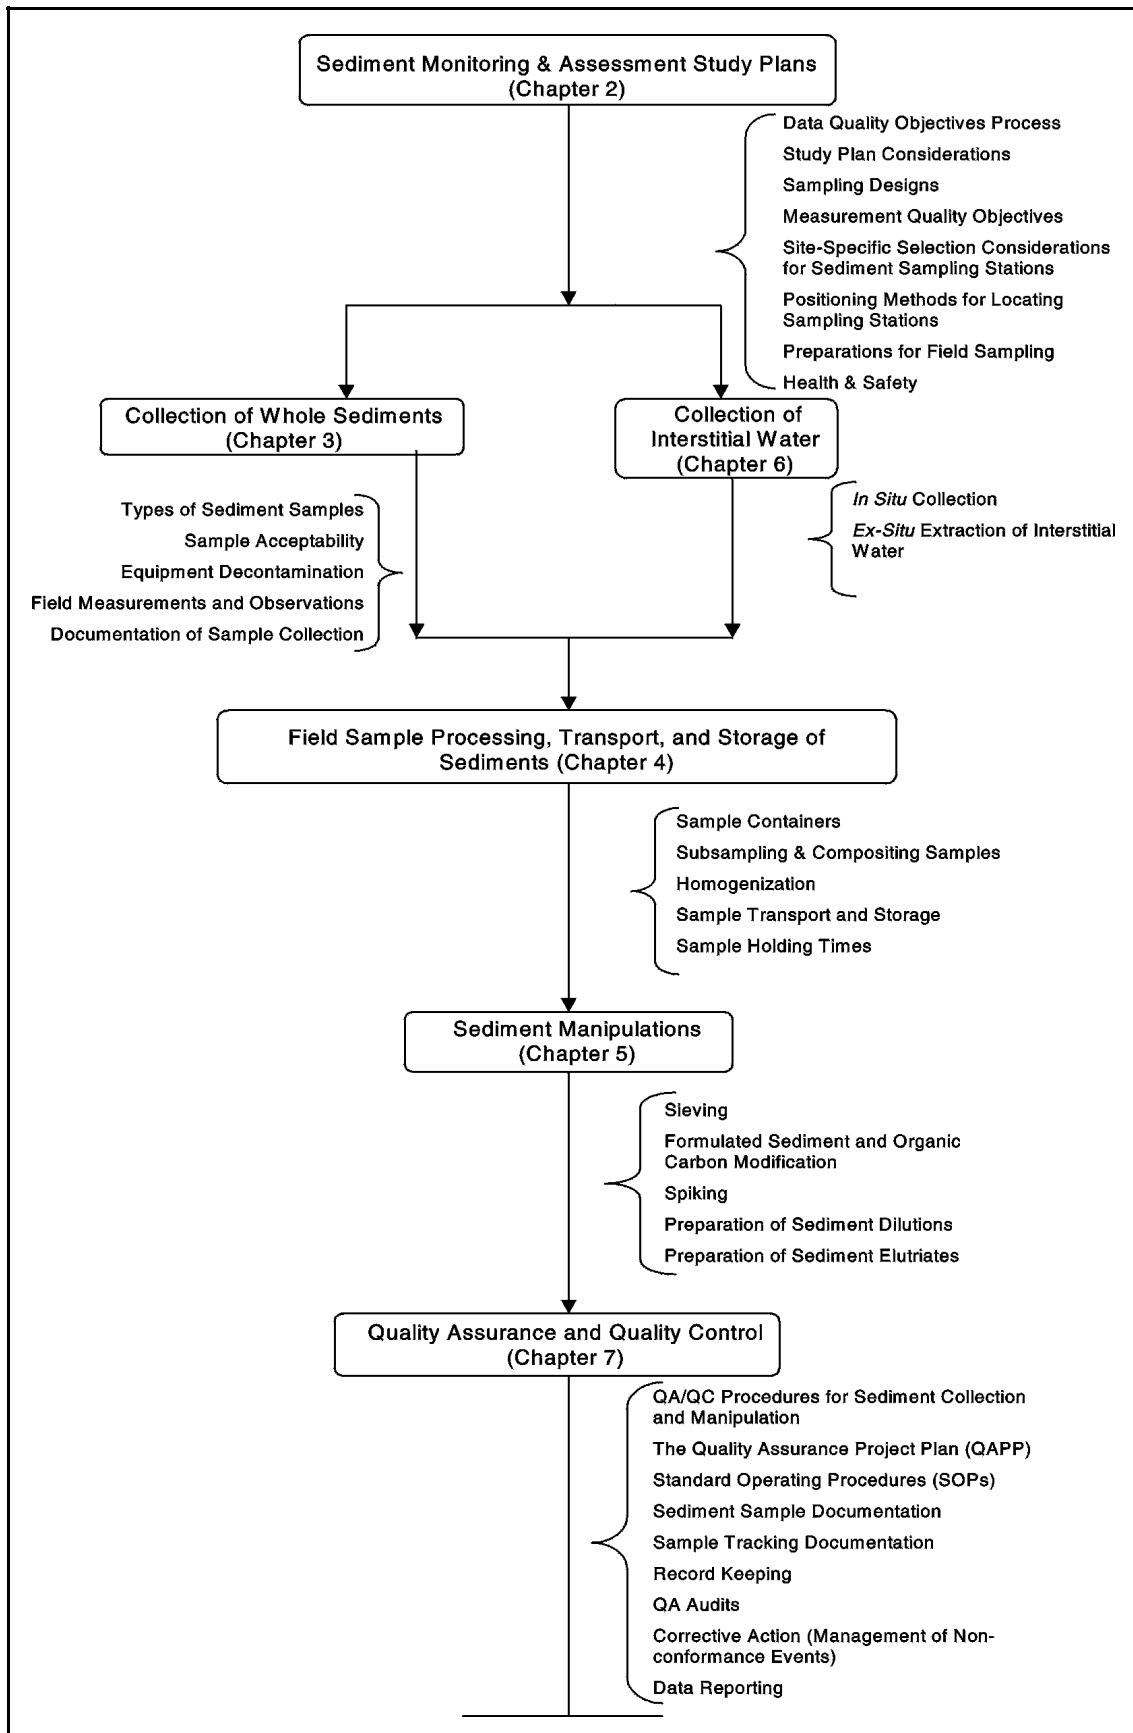 Sediment Monitoring & Assessment Study Plans
(Chapter 2)
Data Quality Objectives Process
Study Plan Considerations
Sampling Designs
Measurement Quality Objectives
Site-Specific Selection Considerations
for Sediment Sampling Stations
Positioning Methods for Locating
Sampling Stations
Preparations for Field Sampling
Health & Safety
Collection of Whole Sediments
(Chapter 3)
Collection of
Interstitial Water
(Chapter 6)
Types of Sediment Samples
Sample Acceptability
Equipment Decontamination
Field Measurements and Observations
Documentation of Sample Collection
In Situ Collection
Ex-Situ Extraction of Interstitial
Water
Field Sample Processing, Transport, and Storage of
Sediments (Chapter 4)
Sample Containers
Subsampling & Compositing Samples
Homogenization
Sample Transport and Storage
Sample Holding Times
Sediment Manipulations
(Chapter 5)
Sieving
Formulated Sediment and Organic
Carbon Modification
Spiking
Preparation of Sediment Dilutions
Preparation of Sediment Elutriates
Quality Assurance and Quality Control
(Chapter 7)
QA/QC Procedures for Sediment Collection
and Manipulation
The Quality Assurance Project Plan (QAPP)
Standard Operating Procedures (SOPs)
Sediment Sample Documentation
Sample Tracking Documentation
Record Keeping
QA Audits
Corrective Action (Management of Non-
conformance Events)
Data Reporting